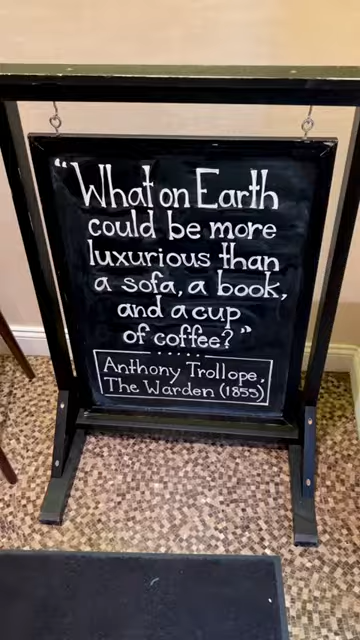 “What on Earth
could be more
luxurious than
a sofa, a book,
and a cup
of coffee?”
Anthony Trollope,
The Warden (1855)